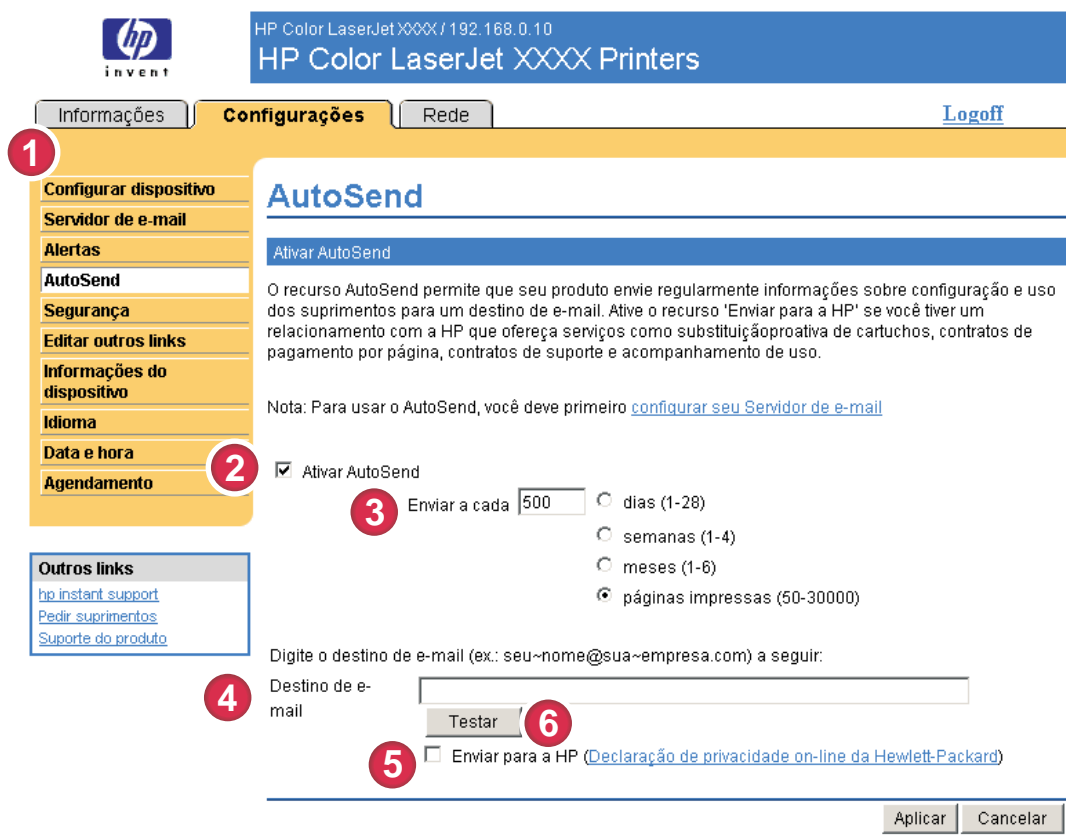 hp
invent
HP Color LaserJet XXXX / 192.168.0.10
HP Color LaserJet XXXX Printers
Informações
Configurações
Rede
Logoff
1
Configurar dispositivo
Servidor de e-mail
Alertas
AutoSend
Segurança
Editar outros links
Informações do
dispositivo
Idioma
Data e hora
Agendamento
Outros links
hp instant support
Pedir suprimentos
Suporte do produto
AutoSend
Ativar AutoSend
O recurso AutoSend permite que seu produto envie regularmente informações sobre configuração e uso
dos suprimentos para um destino de e-mail. Ative o recurso 'Enviar para a HP' se você tiver um
relacionamento com a HP que ofereça serviços como substituiçãoproativa de cartuchos, contratos de
pagamento por página, contratos de suporte e acompanhamento de uso.
Nota: Para usar o AutoSend, você deve primeiro configurar seu Servidor de e-mail
2
Ativar AutoSend
3
Enviar a cada 500
dias (1-28)
semanas (1-4)
meses (1-6)
páginas impressas (50-30000)
Digite o destino de e-mail (ex.: seu~nome@sua~empresa.com) a seguir:
4
Destino de e-
mail
Testar
6
5
Enviar para a HP (Declaração de privacidade on-line da Hewlett-Packard)
Aplicar
Cancelar